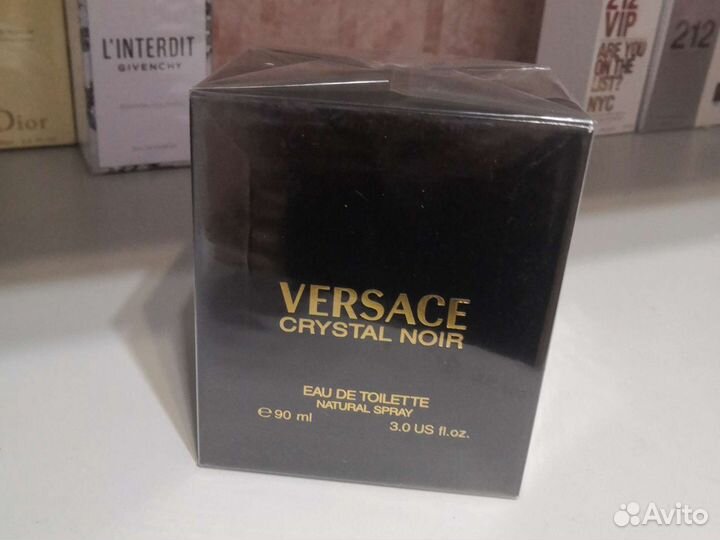 L'INTERDIT
GIVENCHY
Dior
212
VIP
ARE YOU
ON THE
LIST?
NYC
212
VERSACE
CRYSTAL NOIR
EAU DE TOILETTE
NATURAL SPRAY
℮ 90 ml 3.0 US fl.oz.
Avito